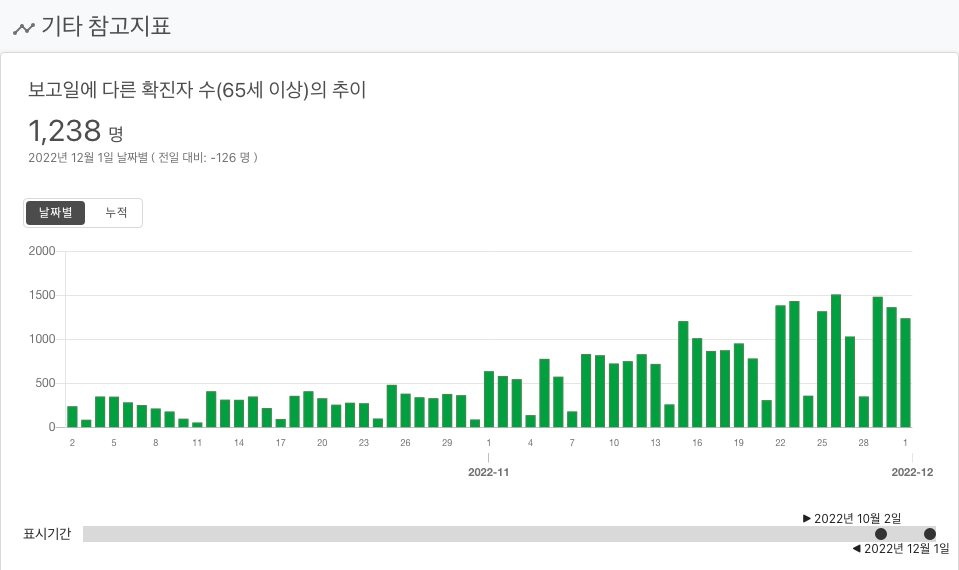 기타 참고지표
보고일에 다른 확진자 수(65세 이상)의 추이
1,238 명
2022년 12월 1일 날짜별 ( 전일 대비: -126 명 )
날짜별 누적
2000
1500
1000
500
0
2 5 8 11 14 17 20 23 26 29 1 4 7 10 13 16 19 22 25 28 1
2022-11 2022-12
▶ 2022년 10월 2일
표시기간
◀ 2022년 12월 1일